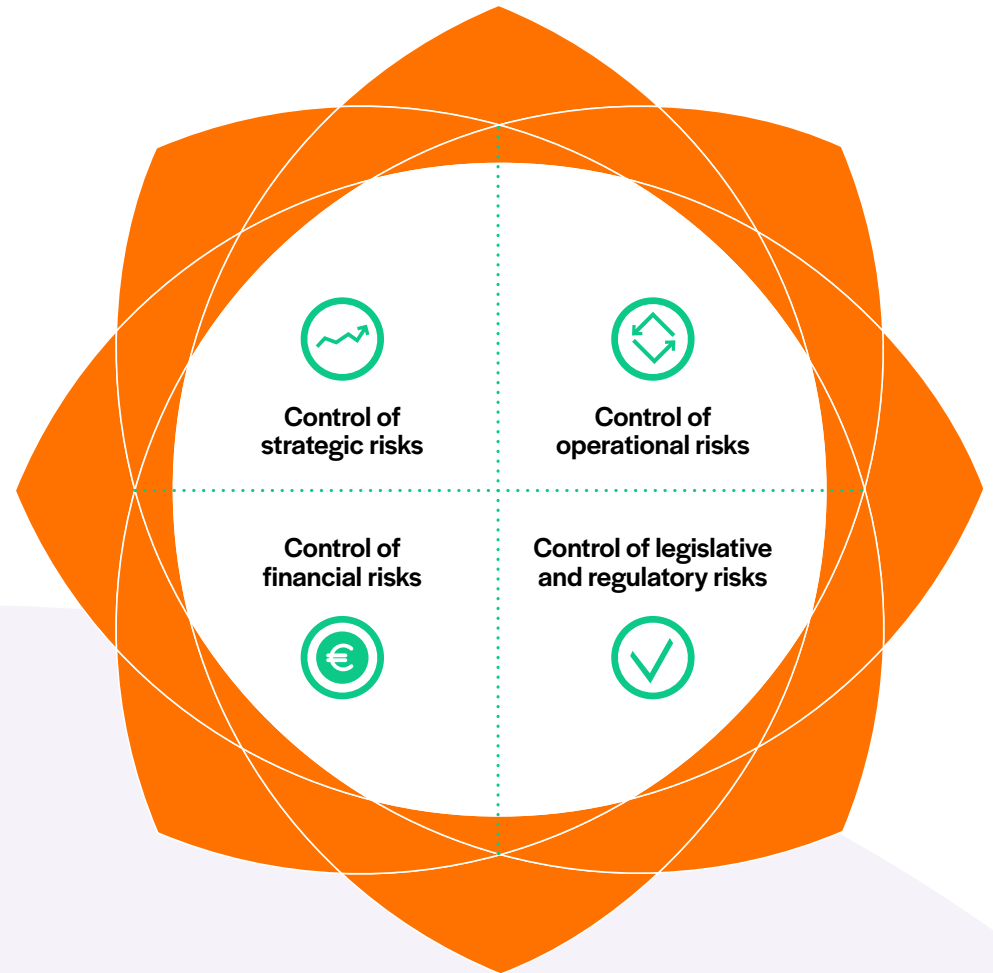 Control of
strategic risks
Control of
operational risks
Control of
financial risks
€
Control of legislative
and regulatory risks